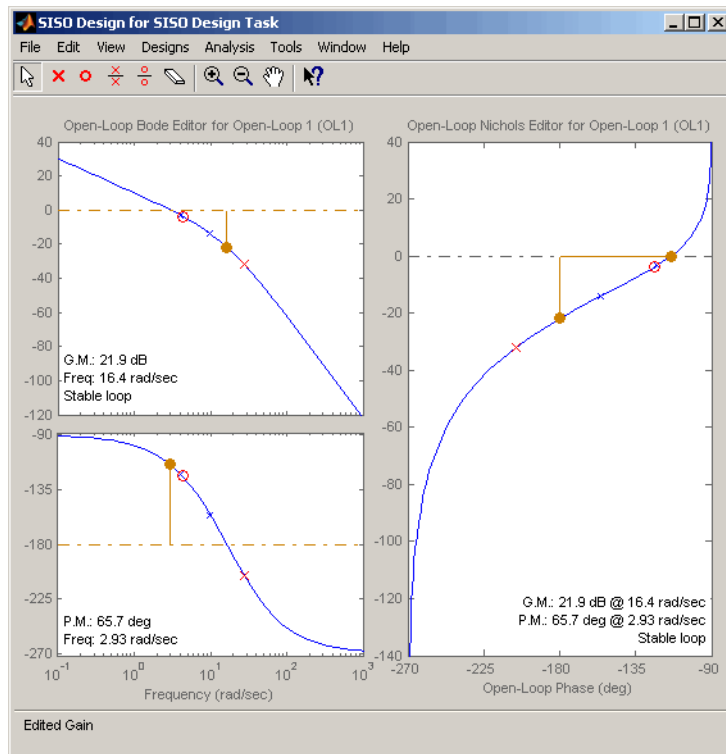 SISO Design for SISO Design Task
File Edit View Designs Analysis Tools Window Help
Open-Loop Bode Editor for Open-Loop 1 (OL1)
40
20
0
-20
-40
-60
-80
-100
-120
G.M.: 21.9 dB
Freq: 16.4 rad/sec
Stable loop
-90
-135
-180
-225
-270
P.M.: 65.7 deg
Freq: 2.93 rad/sec
10^-1 10^0 10^1 10^2 10^3
Frequency (rad/sec)
Open-Loop Nichols Editor for Open-Loop 1 (OL1)
40
20
0
-20
-40
-60
-80
-100
-120
-140
G.M.: 21.9 dB @ 16.4 rad/sec
P.M.: 65.7 deg @ 2.93 rad/sec
Stable loop
-270 -225 -180 -135 -90
Open-Loop Phase (deg)
Edited Gain